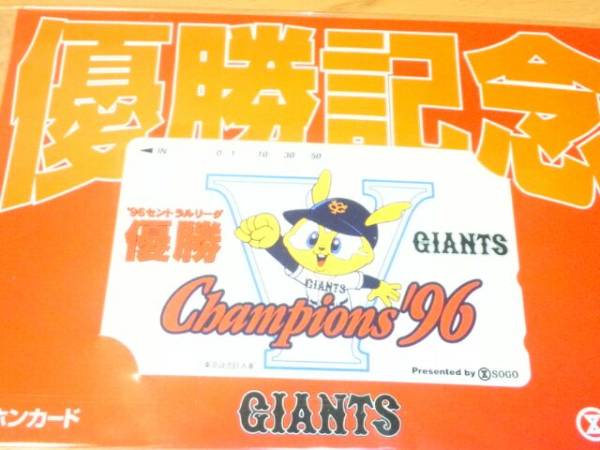 優勝記念
IN 0 1 10 30 50
'96セントラルリーグ
優勝
V
YG
GIANTS
GIANTS
Champions '96
Presented by SOGO
ホンカード
GIANTS